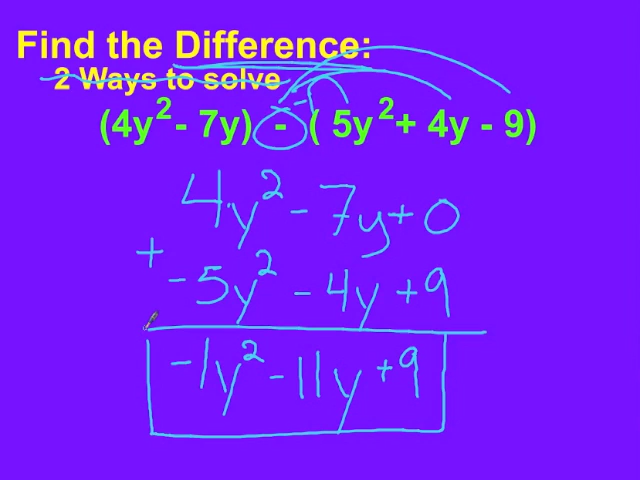 Find the Difference:
2 Ways to solve
(4y² - 7y) - ( 5y² + 4y - 9)
4y² - 7y + 0
+
-5y² - 4y + 9
-1y² - 11y + 9